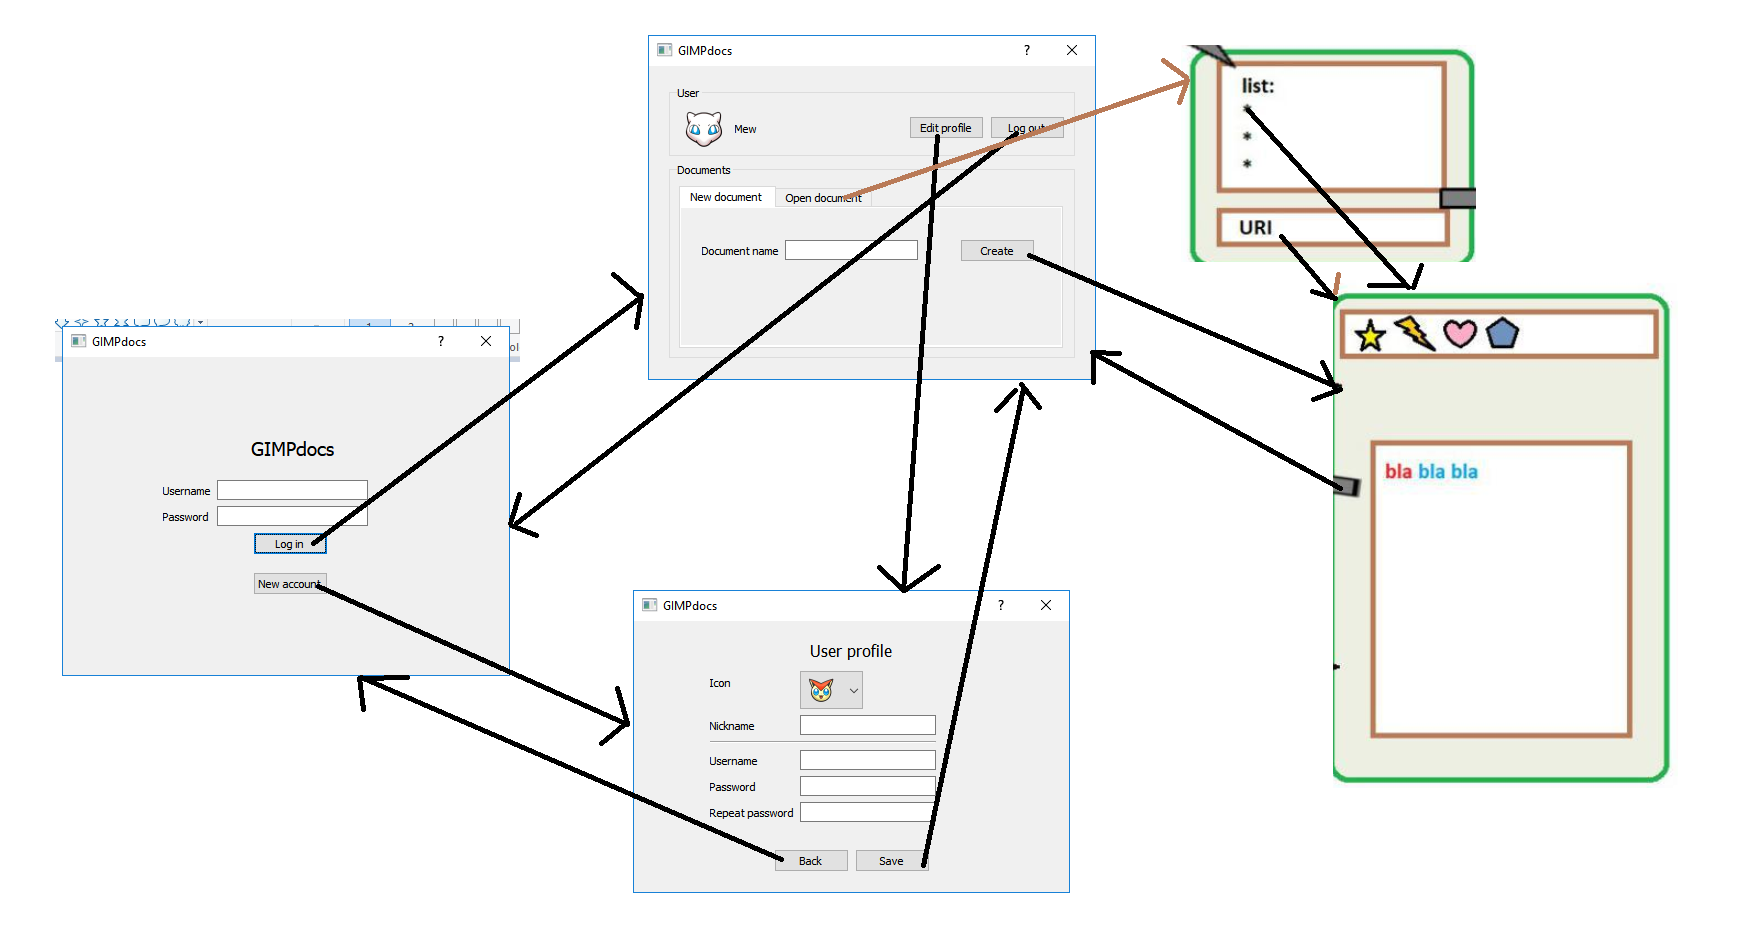 GIMPdocs
User
Mew
Edit profile
Log out
Documents
New document
Open document
Document name
Create
list:
*
*
*
URI
bla bla bla
GIMPdocs
GIMPdocs
Username
Password
Log in
New account
GIMPdocs
User profile
Icon
Nickname
Username
Password
Repeat password
Back
Save